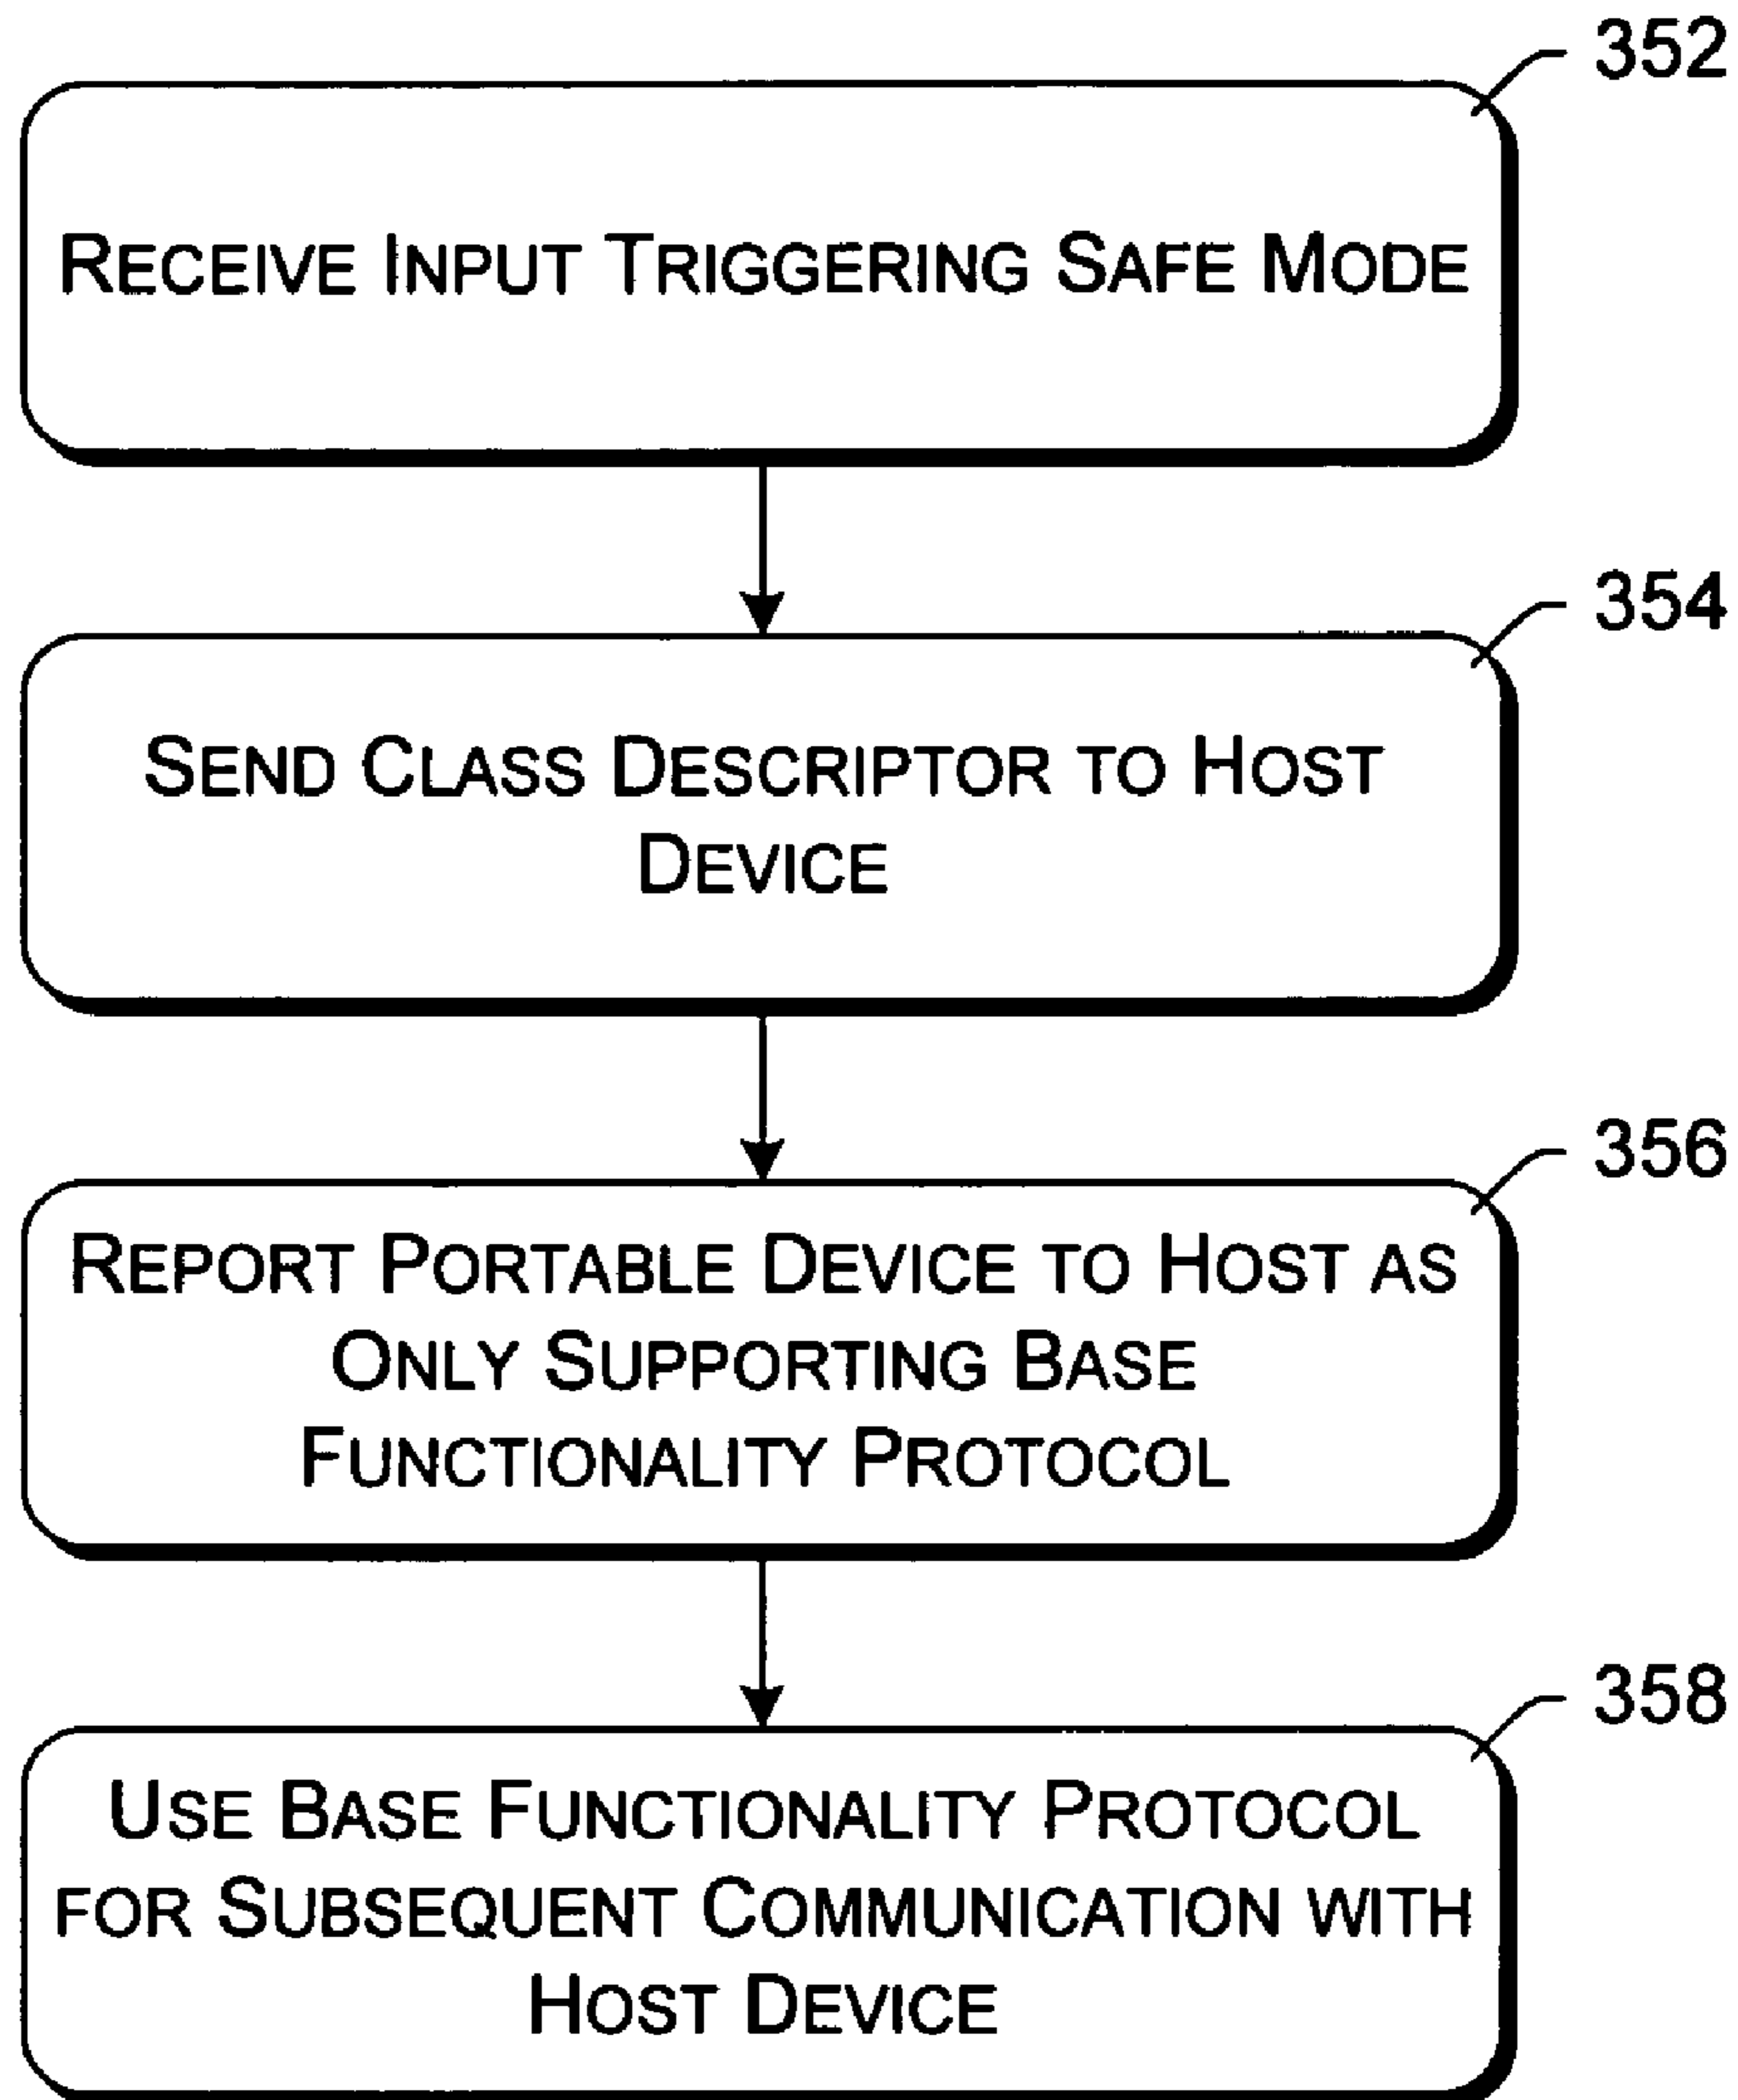 352
RECEIVE INPUT TRIGGERING SAFE MODE
354
SEND CLASS DESCRIPTOR TO HOST
DEVICE
356
REPORT PORTABLE DEVICE TO HOST AS
ONLY SUPPORTING BASE
FUNCTIONALITY PROTOCOL
358
USE BASE FUNCTIONALITY PROTOCOL
FOR SUBSEQUENT COMMUNICATION WITH
HOST DEVICE